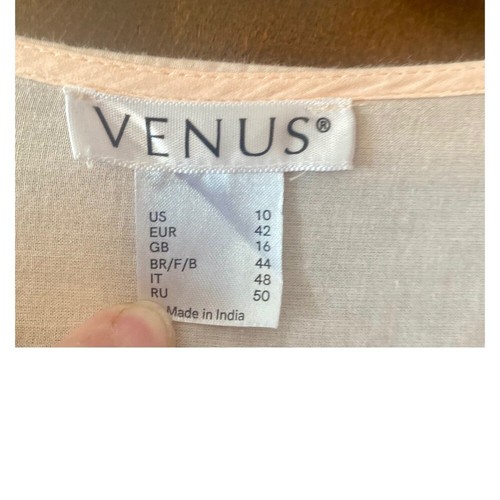 VENUS®
US 10
EUR 42
GB 16
BR/F/B 44
IT 48
RU 50
Made in India